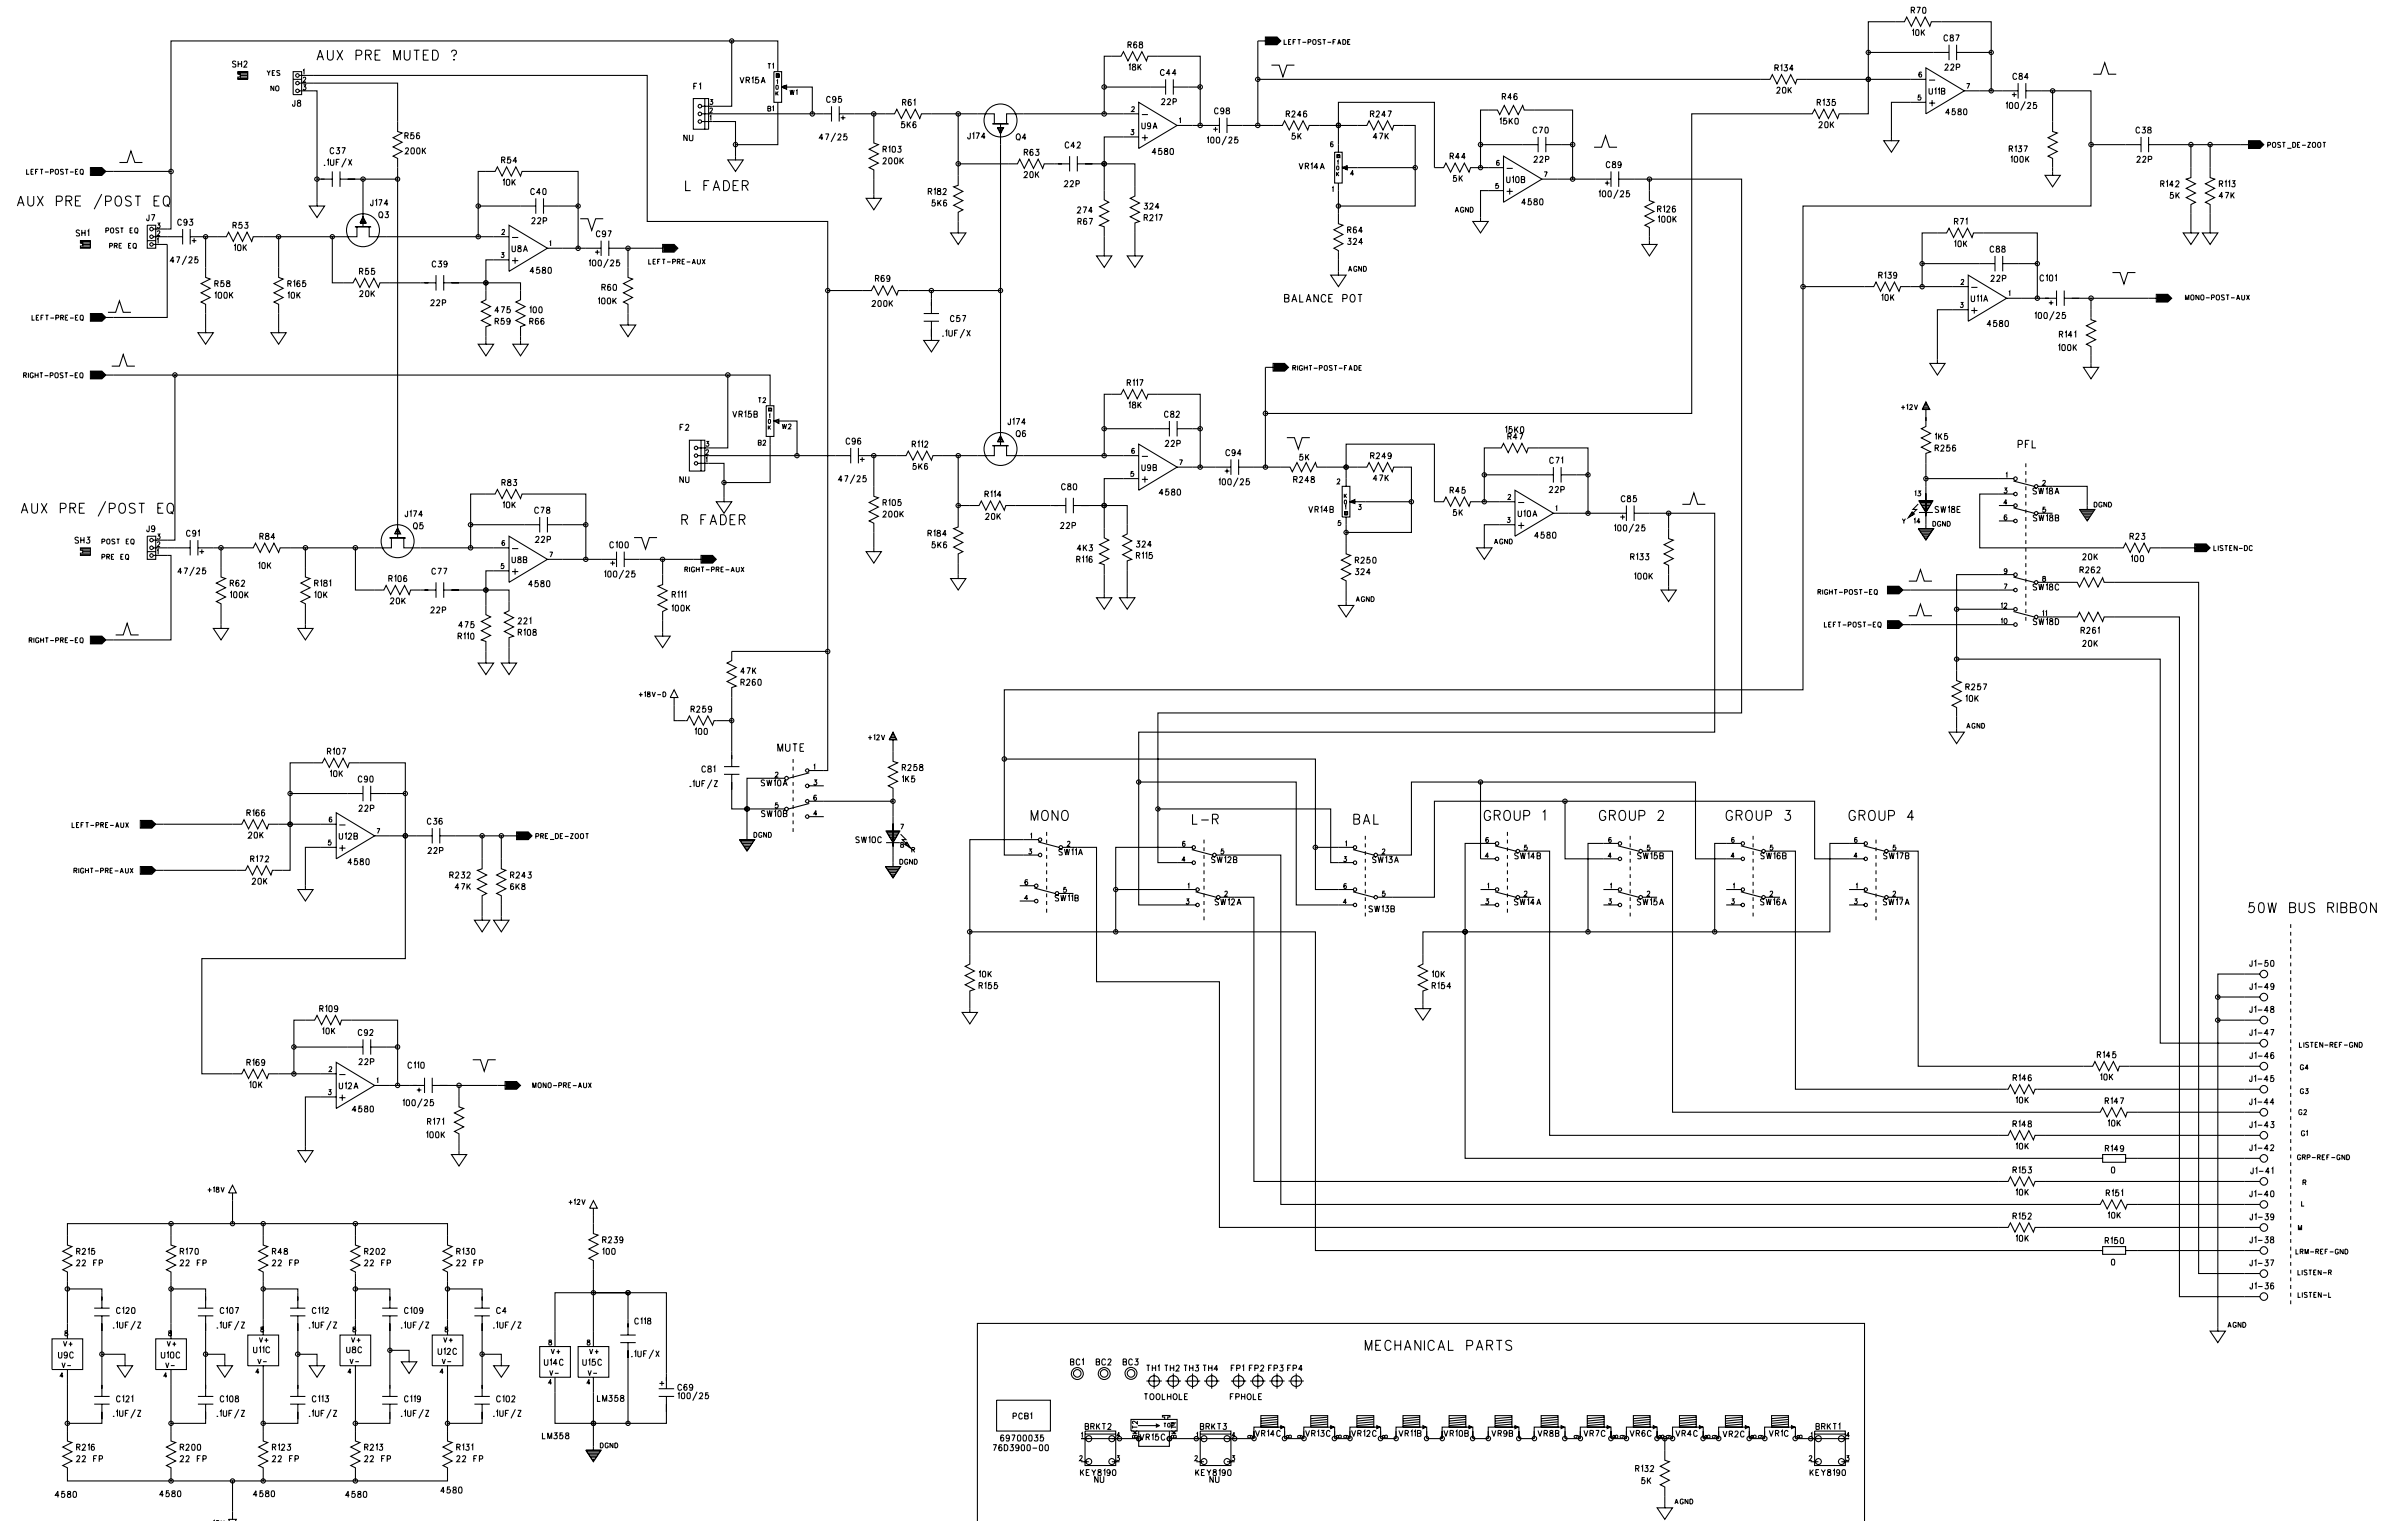 AUX PRE MUTED ?
SH2
YES
NO
J8
1
2
3
R56
200K
C37
.1UF/X
LEFT-POST-EQ
AUX PRE /POST EQ
SH1
J7
POST EQ
PRE EQ
C93
47/25
R53
10K
R58
100K
R165
10K
J174
Q3
R55
20K
C39
22P
R54
10K
C40
22P
U8A
4580
475
R59
100
R66
C97
100/25
R60
100K
LEFT-PRE-AUX
LEFT-PRE-EQ
RIGHT-POST-EQ
AUX PRE /POST EQ
SH3
J9
POST EQ
PRE EQ
C91
47/25
R84
10K
R62
100K
R181
10K
J174
Q5
R106
20K
C77
22P
R83
10K
C78
22P
U8B
4580
475
R110
221
R108
C100
100/25
R111
100K
RIGHT-PRE-AUX
RIGHT-PRE-EQ
F1
NU
L FADER
T1
VR15A
10K
W1
B1
C95
47/25
R103
200K
R61
5K6
R182
5K6
J174
Q4
R63
20K
C42
22P
R68
18K
C44
22P
U9A
4580
274
R67
324
R217
C98
100/25
LEFT-POST-FADE
R246
5K
R247
47K
VR14A
R64
324
AGND
BALANCE POT
R44
5K
R46
15K0
C70
22P
U10B
4580
AGND
C89
100/25
R126
100K
R69
200K
C57
.1UF/X
F2
NU
R FADER
T2
VR15B
10K
W2
B2
C96
47/25
R105
200K
R112
5K6
R184
5K6
J174
Q6
R114
20K
C80
22P
R117
18K
C82
22P
U9B
4580
4K3
R116
324
R115
C94
100/25
RIGHT-POST-FADE
5K
R248
R249
47K
VR14B
R250
324
AGND
R45
5K
15K0
R47
C71
22P
U10A
4580
AGND
C85
100/25
R133
100K
R134
20K
R135
20K
R70
10K
C87
22P
U11B
4580
C84
100/25
R137
100K
C38
22P
R142
5K
R113
47K
POST_DE-ZOOT
R139
10K
R71
10K
C88
22P
U11A
4580
C101
100/25
R141
100K
MONO-POST-AUX
+12V
1K5
R256
13
SW18E
Y 14
DGND
PFL
SW18A
SW18B
DGND
R23
100
LISTEN-DC
20K
R262
RIGHT-POST-EQ
SW18C
LEFT-POST-EQ
SW18D
R261
20K
R257
10K
AGND
47K
R260
+18V-D
R259
100
C81
.1UF/Z
MUTE
SW10A
SW10B
DGND
+12V
R258
1K5
SW10C
7
8
R
DGND
LEFT-PRE-AUX
R166
20K
RIGHT-PRE-AUX
R172
20K
R107
10K
C90
22P
U12B
4580
C36
22P
R232
47K
R243
6K8
PRE_DE-ZOOT
R169
10K
R109
10K
C92
22P
U12A
4580
C110
100/25
R171
100K
MONO-PRE-AUX
MONO
SW11A
SW11B
L-R
SW12B
SW12A
BAL
SW13A
SW13B
GROUP 1
SW14B
SW14A
GROUP 2
SW15B
SW15A
GROUP 3
SW16B
SW16A
GROUP 4
SW17B
SW17A
10K
R155
10K
R154
50W BUS RIBBON
J1-50
J1-49
J1-48
J1-47
LISTEN-REF-GND
R145
10K
J1-46
G4
R146
10K
J1-45
G3
R147
10K
J1-44
G2
R148
10K
J1-43
G1
R149
0
J1-42
GRP-REF-GND
R153
10K
J1-41
R
R151
10K
J1-40
L
R152
10K
J1-39
M
R150
0
J1-38
LRM-REF-GND
J1-37
LISTEN-R
J1-36
LISTEN-L
AGND
+18V
R215
22 FP
R170
22 FP
R48
22 FP
R202
22 FP
R130
22 FP
C120
.1UF/Z
C107
.1UF/Z
C112
.1UF/Z
C109
.1UF/Z
C4
.1UF/Z
V+
U9C
V-
V+
U10C
V-
V+
U11C
V-
V+
U8C
V-
V+
U12C
V-
C121
.1UF/Z
C108
.1UF/Z
C113
.1UF/Z
C119
.1UF/Z
C102
.1UF/Z
R216
22 FP
R200
22 FP
R123
22 FP
R213
22 FP
R131
22 FP
4580
4580
4580
4580
4580
+12V
R239
100
V+
U14C
V-
V+
U15C
V-
C118
.1UF/X
C69
100/25
LM358
LM358
DGND
MECHANICAL PARTS
BC1 BC2 BC3
TH1 TH2 TH3 TH4
TOOLHOLE
FP1 FP2 FP3 FP4
FPHOLE
PCB1
69700035
76D3900-00
BRKT2
KEY8190
NU
VR15C
BRKT3
KEY8190
NU
VR14C VR13C VR12C VR11B VR10B VR9B VR8B VR7C VR6C VR4C VR2C VR1C
BRKT1
KEY8190
R132
5K
AGND